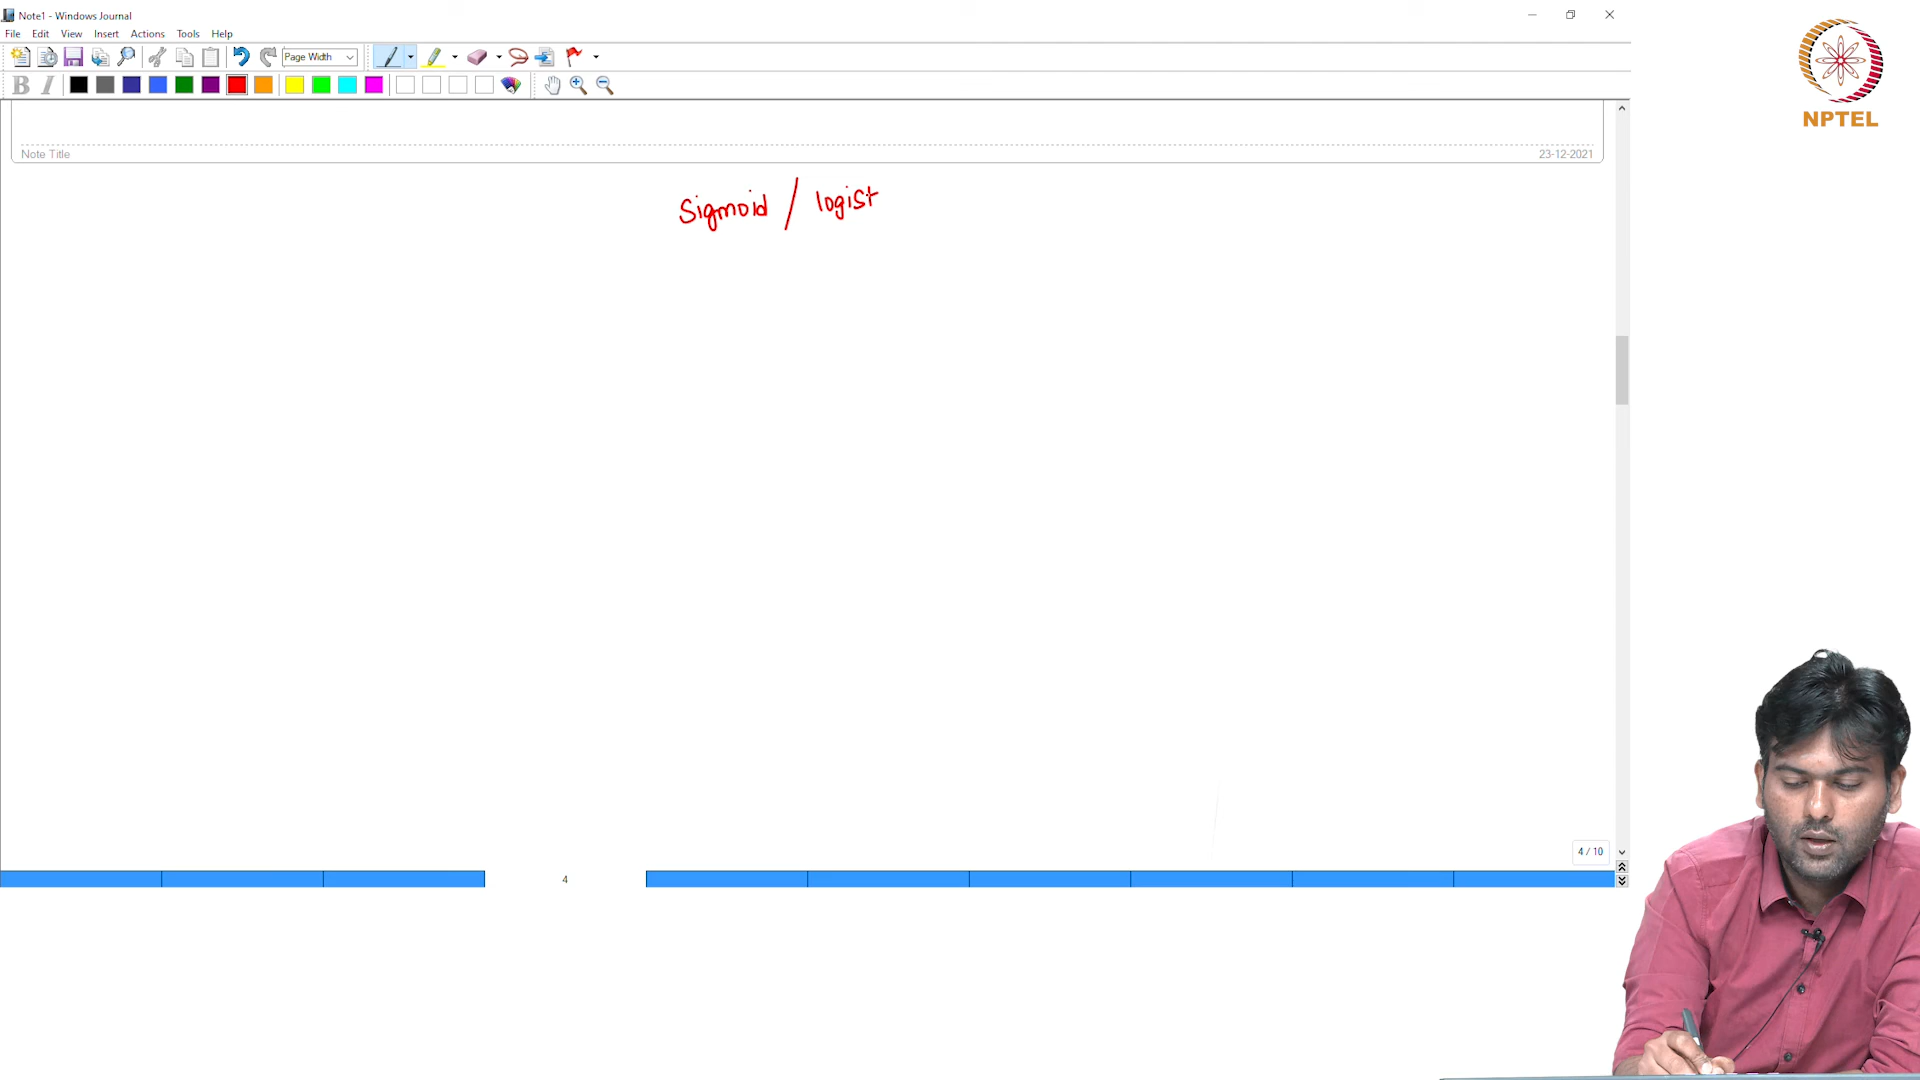 Note1 - Windows Journal
File Edit View Insert Actions Tools Help
Page Width
B I
NPTEL
Note Title 23-12-2021
Sigmoid / logist
4 / 10
4